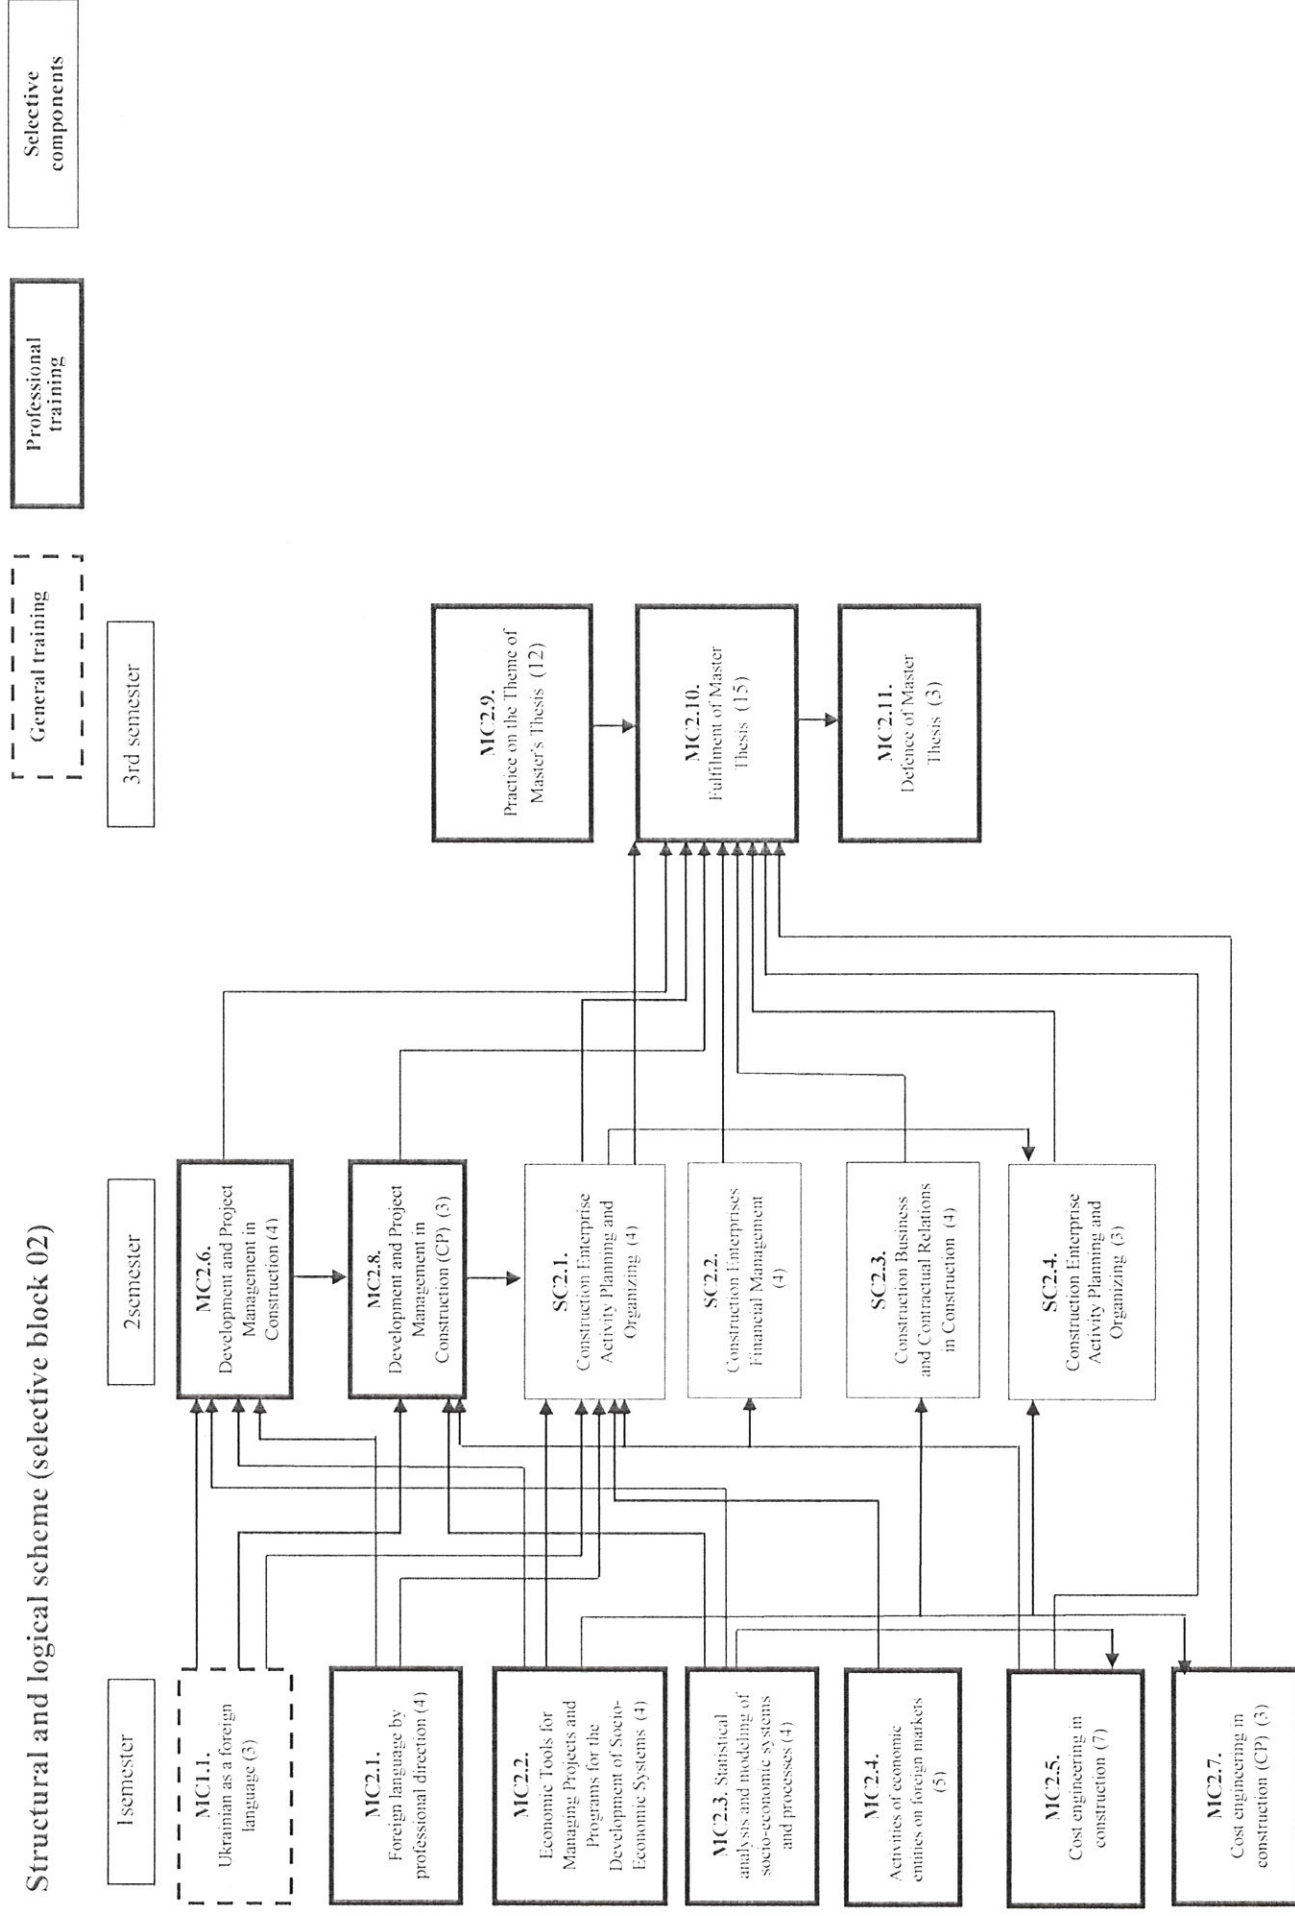 Structural and logical scheme (selective block 02)
General training
Professional
training
Selective
components
1semester
2semester
3rd semester
MC1.1.
Ukrainian as a foreign
language (3)
MC2.1.
Foreign language by
professional direction (4)
MC2.2.
Economic Tools for
Managing Projects and
Programs for the
Development of Socio-
Economic Systems (4)
MC2.3. Statistical
analysis and modeling of
socio-economic systems
and processes (4)
MC2.4.
Activities of economic
entities on foreign markets
(5)
MC2.5.
Cost engineering in
construction (7)
MC2.7.
Cost engineering in
construction (CP) (3)
MC2.6.
Development and Project
Management in
Construction (4)
MC2.8.
Development and Project
Management in
Construction (CP) (3)
SC2.1.
Construction Enterprise
Activity Planning and
Organizing (4)
SC2.2.
Construction Enterprises
Financial Management
(4)
SC2.3.
Construction Business
and Contractual Relations
in Construction (4)
SC2.4.
Construction Enterprise
Activity Planning and
Organizing (3)
MC2.9.
Practice on the Theme of
Master's Thesis (12)
MC2.10.
Fulfilment of Master
Thesis (15)
MC2.11.
Defence of Master
Thesis (3)